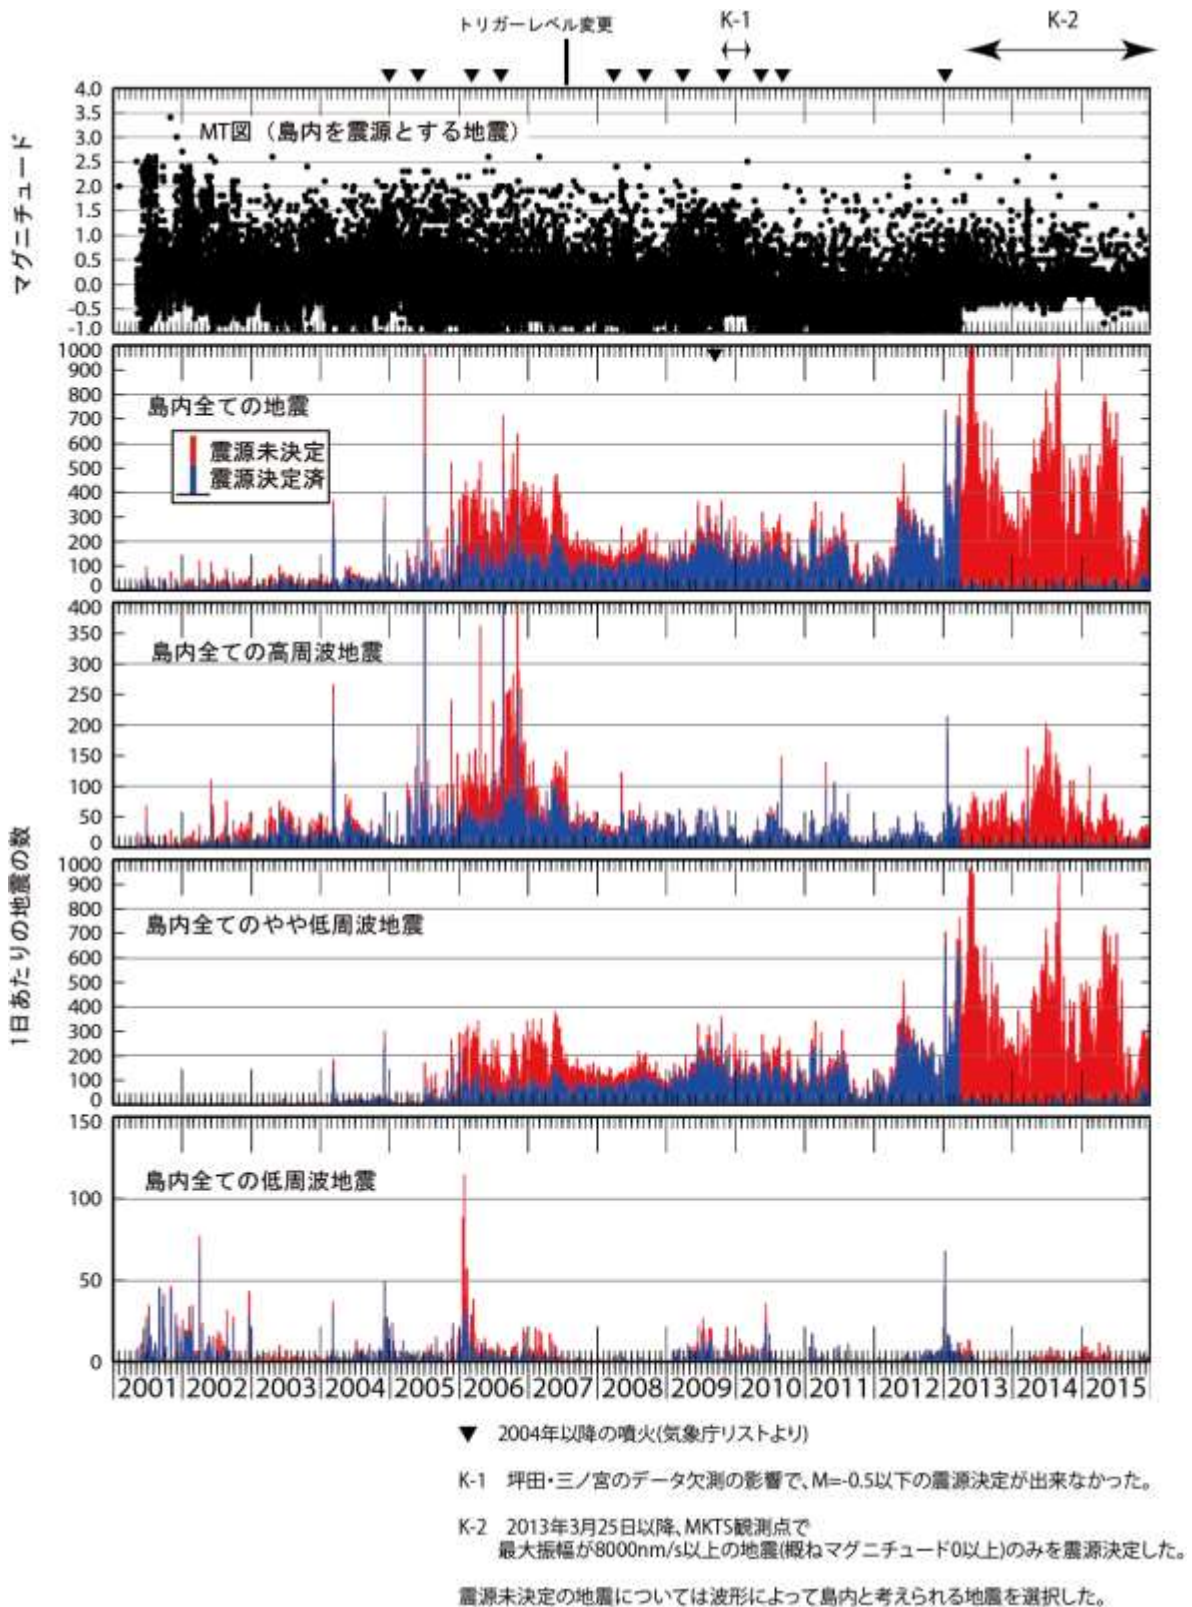 トリガーレベル変更
K-1
K-2
マグニチュード
4.0
3.5
3.0
2.5
2.0
1.5
1.0
0.5
0.0
-0.5
-1.0
MT図（島内を震源とする地震）
1日あたりの地震の数
1000
900
800
700
600
500
400
300
200
100
0
島内全ての地震
震源未決定
震源決定済
400
350
300
250
200
150
100
50
0
島内全ての高周波地震
1000
900
800
700
600
500
400
300
200
100
0
島内全てのやや低周波地震
150
100
50
0
島内全ての低周波地震
2001 2002 2003 2004 2005 2006 2007 2008 2009 2010 2011 2012 2013 2014 2015
▼ 2004年以降の噴火(気象庁リストより)
K-1 坪田・三ノ宮のデータ欠測の影響で、M=-0.5以下の震源決定が出来なかった。
K-2 2013年3月25日以降、MKTS観測点で
最大振幅が8000nm/s以上の地震(概ねマグニチュード0以上)のみを震源決定した。
震源未決定の地震については波形によって島内と考えられる地震を選択した。